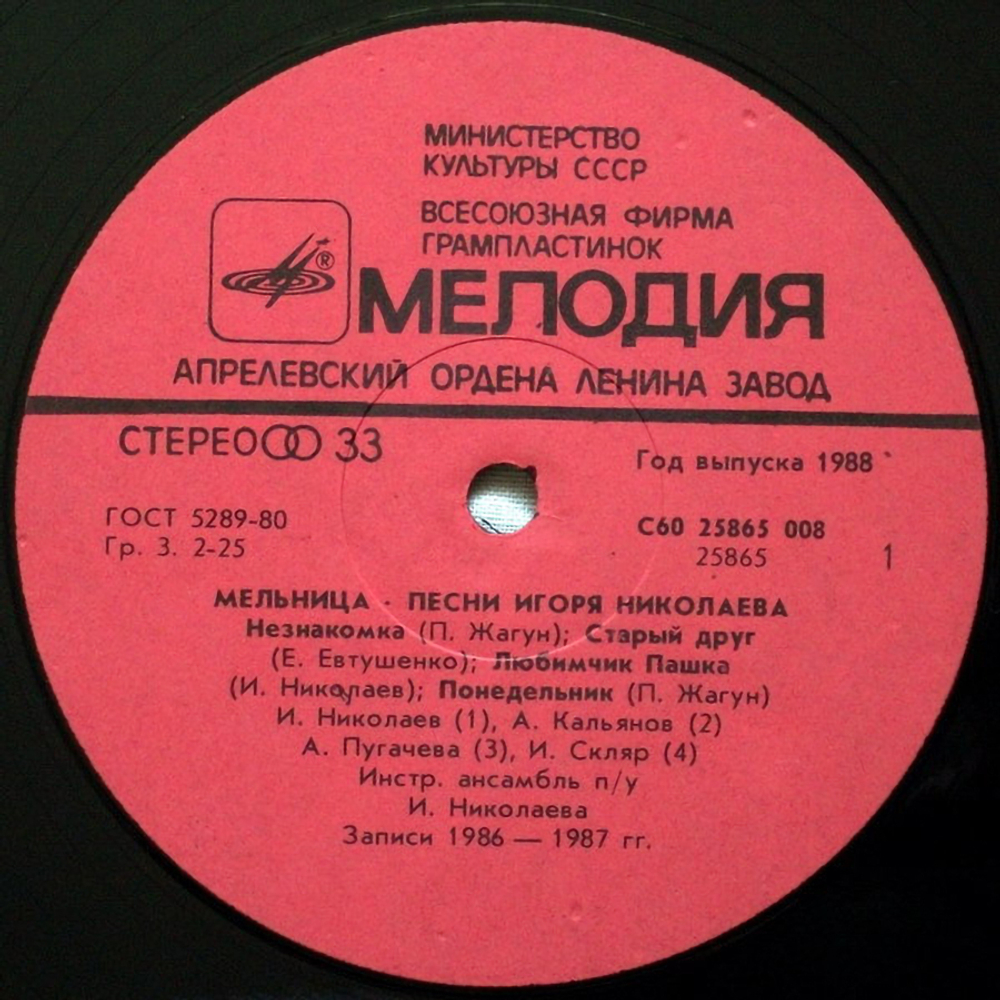 МИНИСТЕРСТВО
КУЛЬТУРЫ СССР
ВСЕСОЮЗНАЯ ФИРМА
ГРАМПЛАСТИНОК
®
МЕЛОДИЯ
АПРЕЛЕВСКИЙ ОРДЕНА ЛЕНИНА ЗАВОД
СТЕРЕО 33
Год выпуска 1988
ГОСТ 5289-80
Гр. 3. 2-25
С60 25865 008
25865
1
МЕЛЬНИЦА · ПЕСНИ ИГОРЯ НИКОЛАЕВА
Незнакомка (П. Жагун); Старый друг
(Е. Евтушенко); Любимчик Пашка
(И. Николаев); Понедельник (П. Жагун)
И. Николаев (1), А. Кальянов (2)
А. Пугачева (3), И. Скляр (4)
Инстр. ансамбль п/у
И. Николаева
Записи 1986 — 1987 гг.